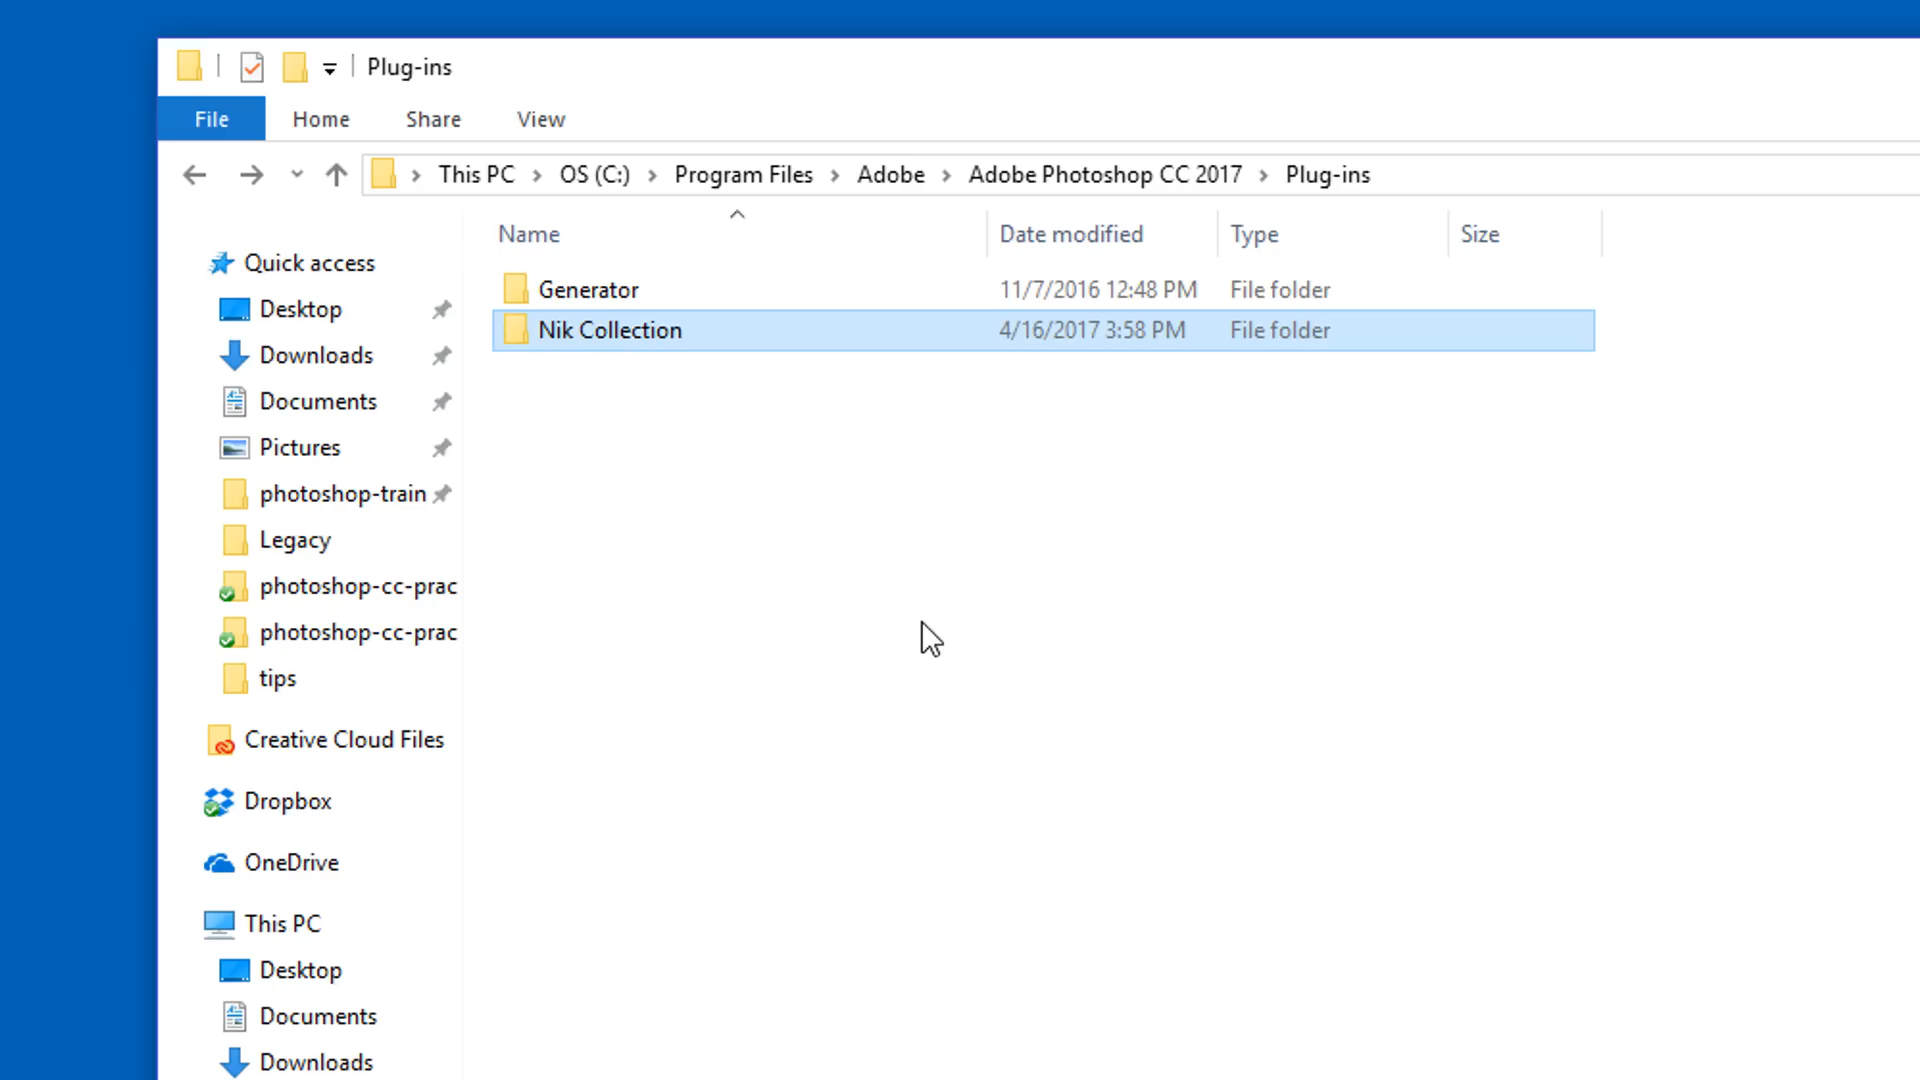 Plug-ins
File Home Share View
This PC OS (C:) Program Files Adobe Adobe Photoshop CC 2017 Plug-ins
Name Date modified Type Size
Generator 11/7/2016 12:48 PM File folder
Nik Collection 4/16/2017 3:58 PM File folder
Quick access
Desktop
Downloads
Documents
Pictures
photoshop-train
Legacy
photoshop-cc-prac
photoshop-cc-prac
tips
Creative Cloud Files
Dropbox
OneDrive
This PC
Desktop
Documents
Downloads